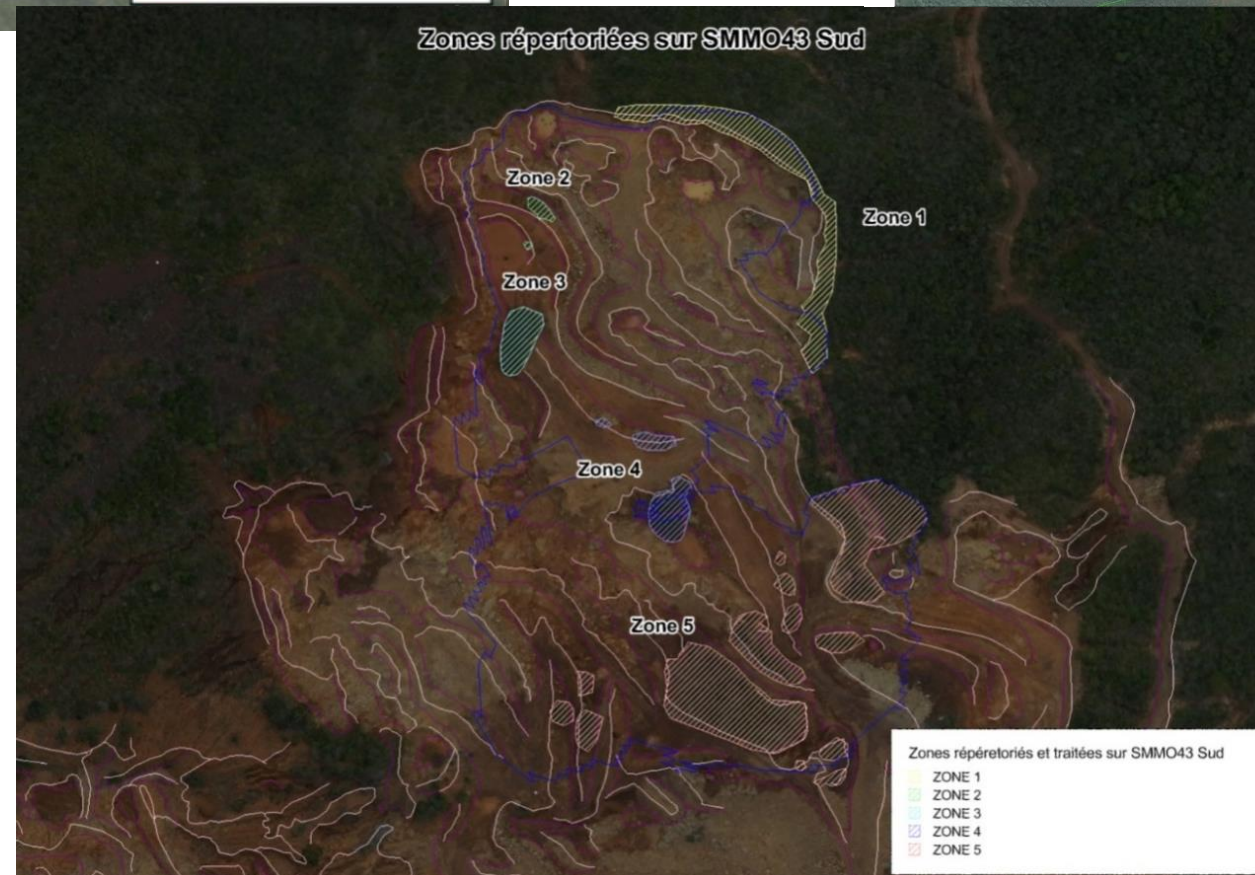 Zones répertoriées sur SMMO43 Sud
Zone 2
Zone 1
Zone 3
Zone 4
Zone 5
Zones répéretoriés et traitées sur SMMO43 Sud
ZONE 1
ZONE 2
ZONE 3
ZONE 4
ZONE 5